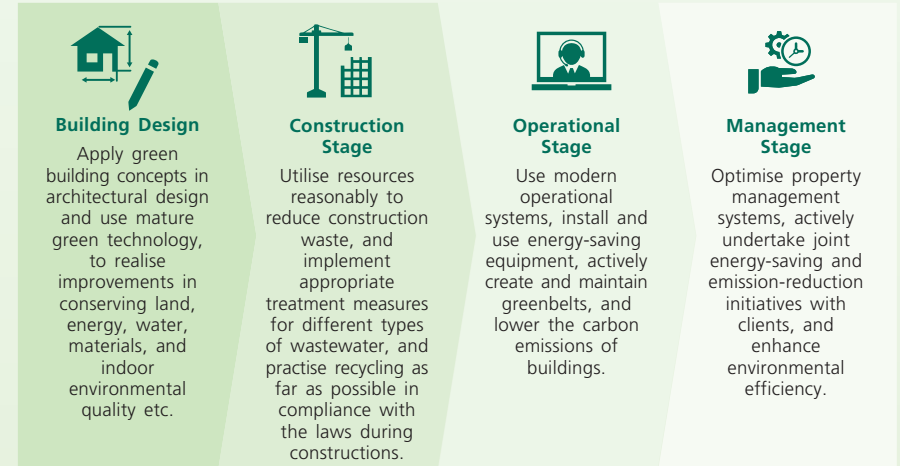 Building Design
Apply green
building concepts in
architectural design
and use mature
green technology,
to realise
improvements in
conserving land,
energy, water,
materials, and
indoor
environmental
quality etc.
Construction
Stage
Utilise resources
reasonably to
reduce construction
waste, and
implement
appropriate
treatment measures
for different types
of wastewater, and
practise recycling as
far as possible in
compliance with
the laws during
constructions.
Operational
Stage
Use modern
operational
systems, install and
use energy-saving
equipment, actively
create and maintain
greenbelts, and
lower the carbon
emissions of
buildings.
Management
Stage
Optimise property
management
systems, actively
undertake joint
energy-saving and
emission-reduction
initiatives with
clients, and
enhance
environmental
efficiency.